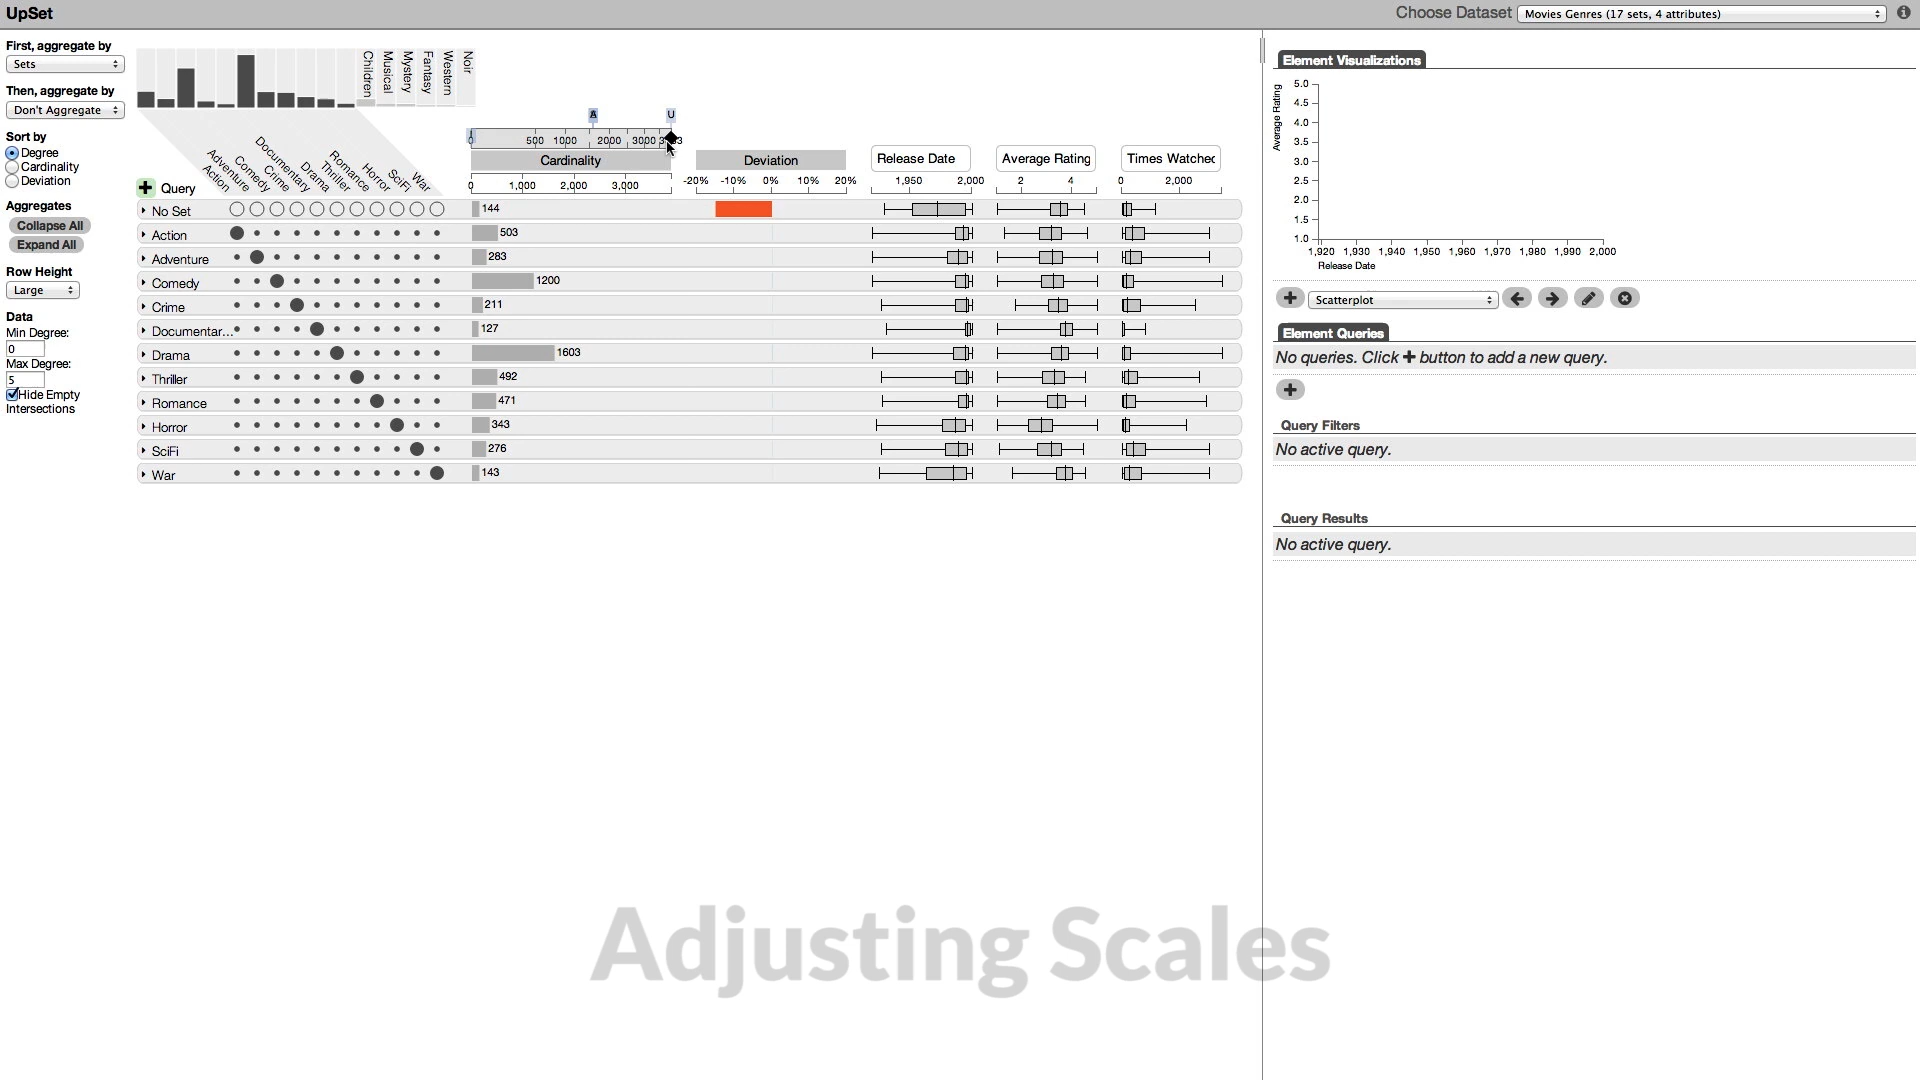 UpSet
Choose Dataset Movies Genres (17 sets, 4 attributes)
First, aggregate by
Sets
Then, aggregate by
Don't Aggregate
Sort by
Degree
Cardinality
Deviation
Aggregates
Collapse All
Expand All
Row Height
Large
Data
Min Degree:
0
Max Degree:
5
Hide Empty
Intersections
Children
Musical
Mystery
Fantasy
Western
Noir
Action
Adventure
Comedy
Crime
Documentary
Drama
Thriller
Romance
Horror
SciFi
War
Query
A U
0 500 1000 2000 3000
Cardinality Deviation Release Date Average Rating Times Watched
0 1,000 2,000 3,000 -20% -10% 0% 10% 20% 1,950 2,000 2 4 0 2,000
No Set 144
Action 503
Adventure 283
Comedy 1200
Crime 211
Documentar... 127
Drama 1603
Thriller 492
Romance 471
Horror 343
SciFi 276
War 143
Element Visualizations
Average Rating
5.0
4.5
4.0
3.5
3.0
2.5
2.0
1.5
1.0
1,920 1,930 1,940 1,950 1,960 1,970 1,980 1,990 2,000
Release Date
Scatterplot
Element Queries
No queries. Click + button to add a new query.
Query Filters
No active query.
Query Results
No active query.
Adjusting Scales